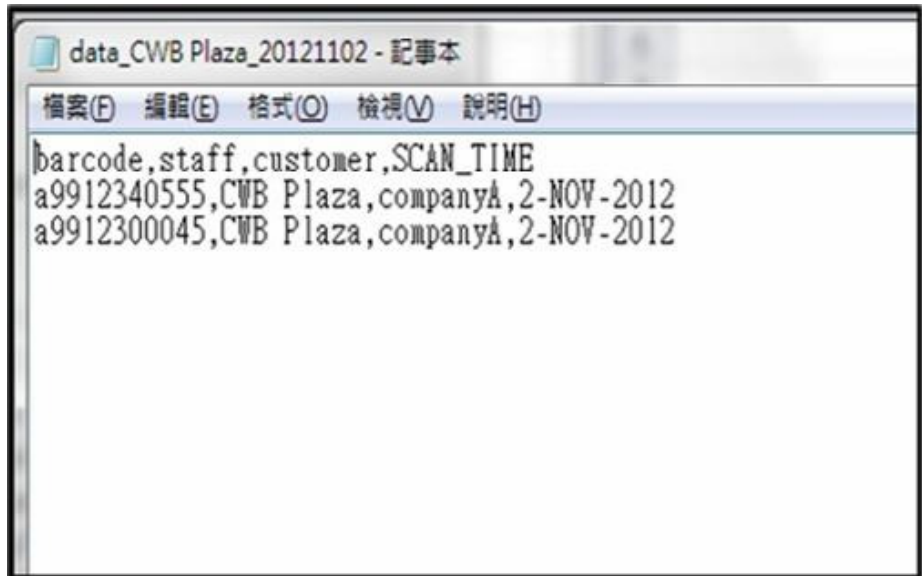 data_CWB Plaza_20121102 - 記事本
檔案(F) 編輯(E) 格式(O) 檢視(V) 說明(H)
barcode,staff,customer,SCAN_TIME
a9912340555,CWB Plaza,companyA,2-NOV-2012
a9912300045,CWB Plaza,companyA,2-NOV-2012